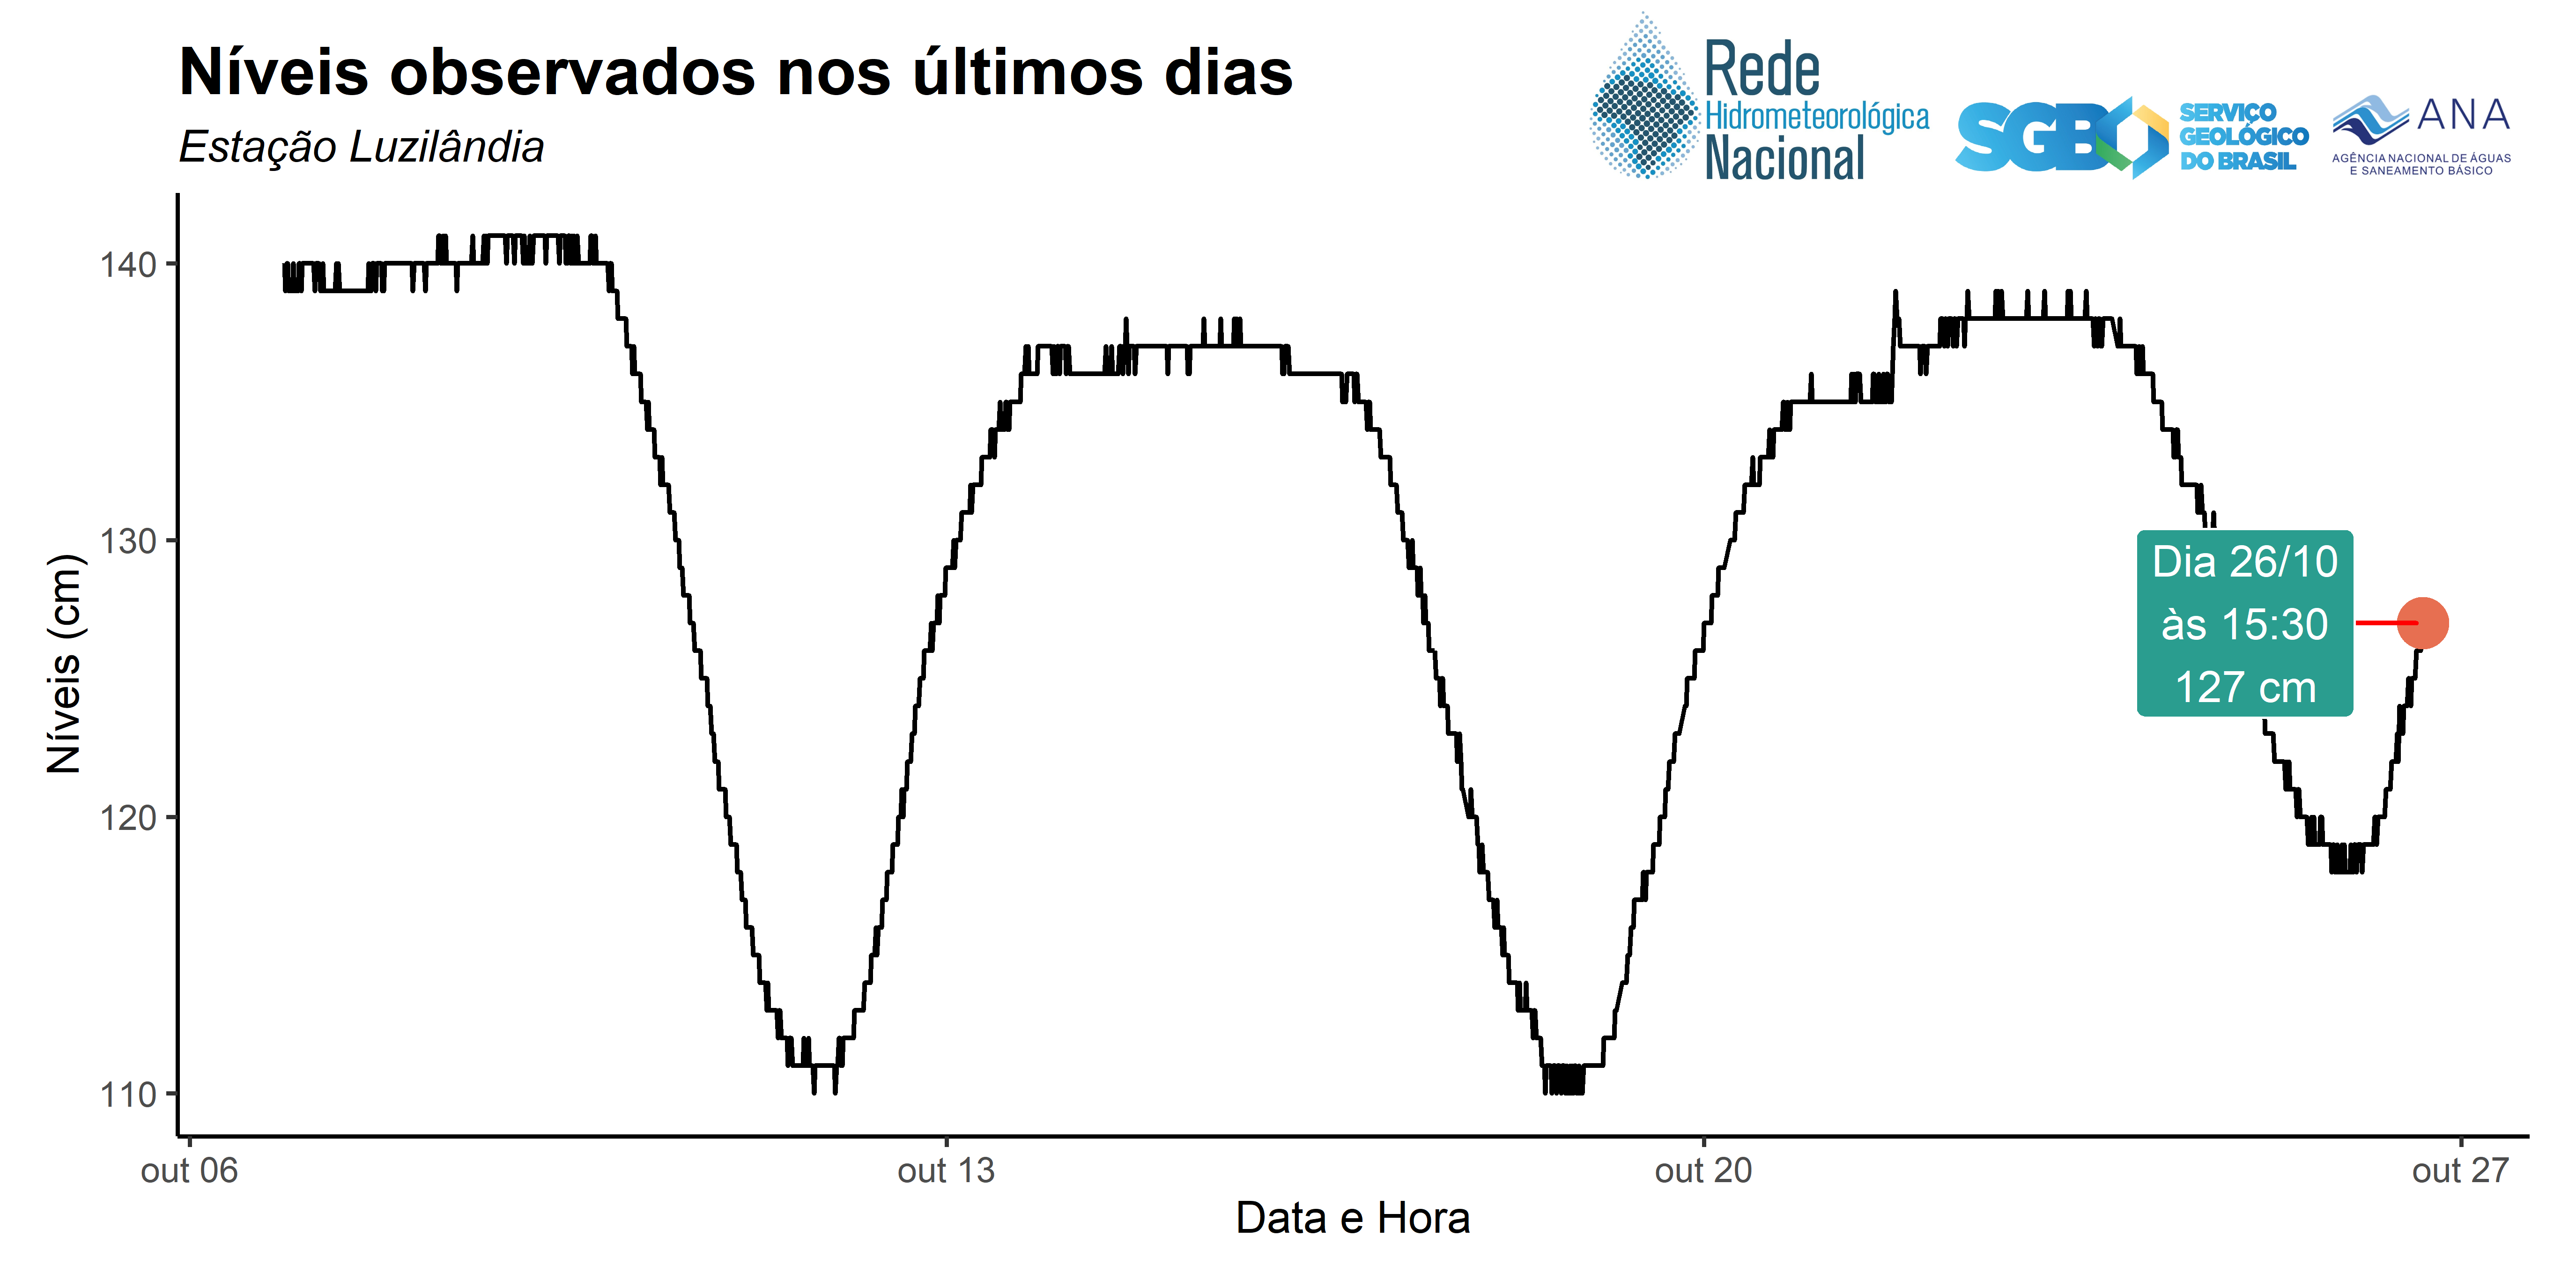 Níveis observados nos últimos dias
Estação Luzilândia
Rede
Hidrometeorológica
Nacional
SGB
SERVIÇO
GEOLÓGICO
DO BRASIL
ANA
AGÊNCIA NACIONAL DE ÁGUAS
E SANEAMENTO BÁSICO
Níveis (cm)
140
130
120
110
Dia 26/10
às 15:30
127 cm
out 06
out 13
out 20
out 27
Data e Hora